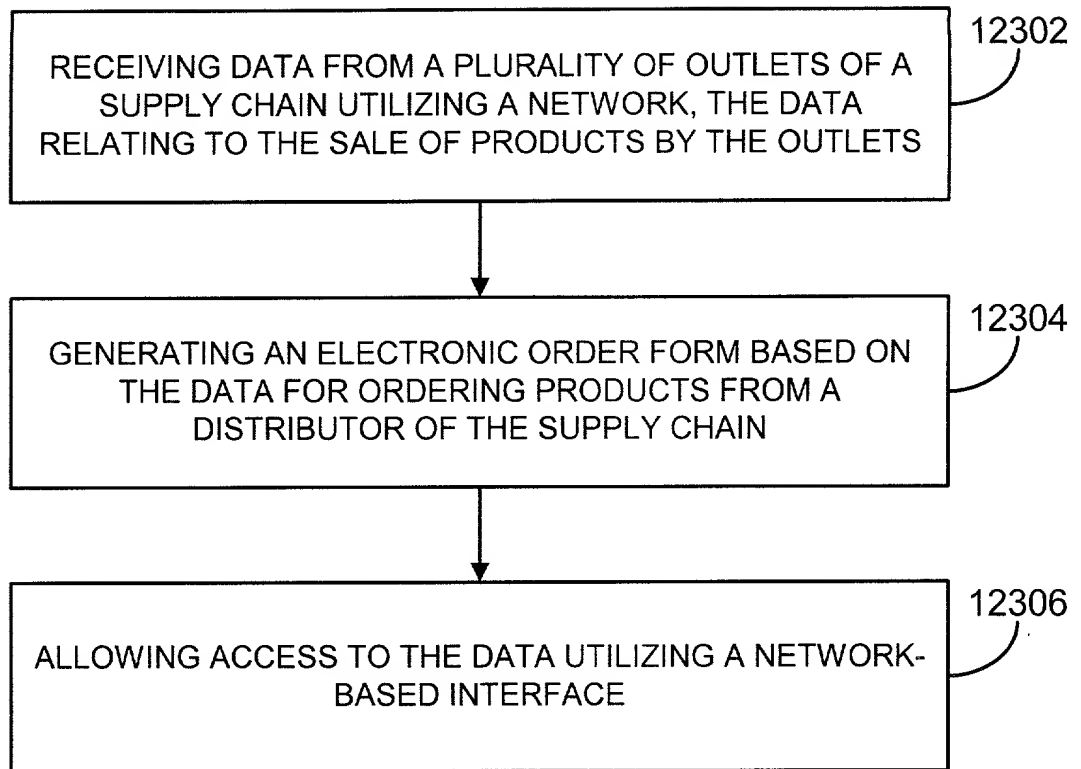 12302
RECEIVING DATA FROM A PLURALITY OF OUTLETS OF A
SUPPLY CHAIN UTILIZING A NETWORK, THE DATA
RELATING TO THE SALE OF PRODUCTS BY THE OUTLETS
12304
GENERATING AN ELECTRONIC ORDER FORM BASED ON
THE DATA FOR ORDERING PRODUCTS FROM A
DISTRIBUTOR OF THE SUPPLY CHAIN
12306
ALLOWING ACCESS TO THE DATA UTILIZING A NETWORK-
BASED INTERFACE